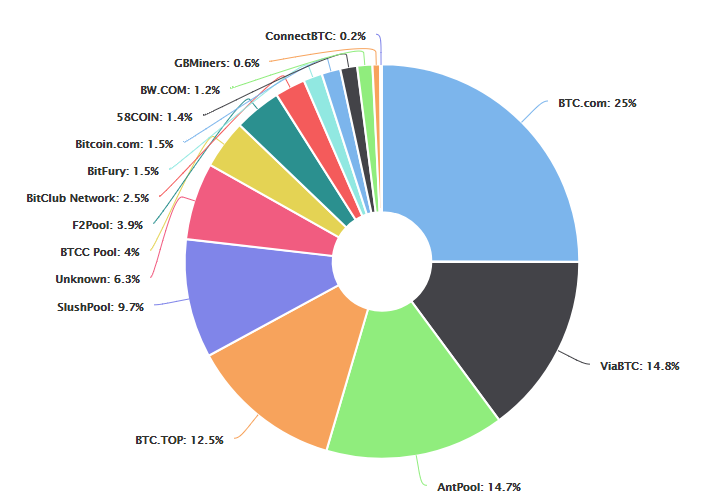 ConnectBTC: 0.2%
GBMiners: 0.6%
BW.COM: 1.2%
58COIN: 1.4%
Bitcoin.com: 1.5%
BitFury: 1.5%
BitClub Network: 2.5%
F2Pool: 3.9%
BTCC Pool: 4%
Unknown: 6.3%
SlushPool: 9.7%
BTC.TOP: 12.5%
BTC.com: 25%
ViaBTC: 14.8%
AntPool: 14.7%